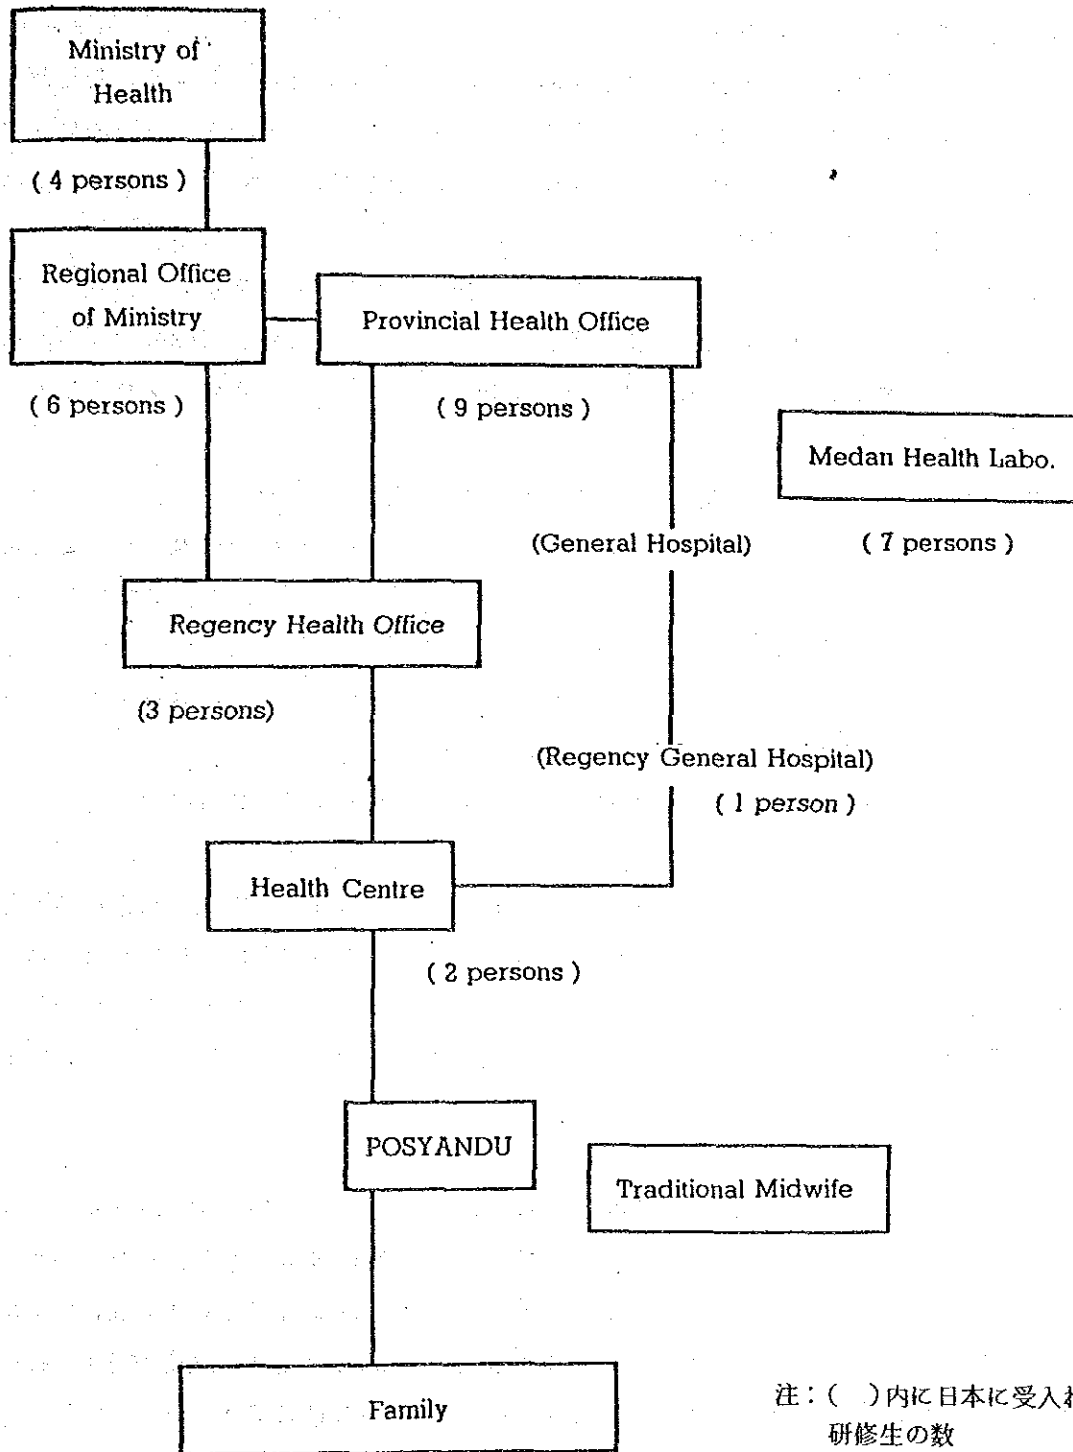 Ministry of
Health
( 4 persons )
Regional Office
of Ministry
Provincial Health Office
( 6 persons )
( 9 persons )
Medan Health Labo.
(General Hospital)
( 7 persons )
Regency Health Office
(3 persons)
(Regency General Hospital)
( 1 person )
Health Centre
( 2 persons )
POSYANDU
Traditional Midwife
Family
注：(　)内に日本に受入れ
研修生の数